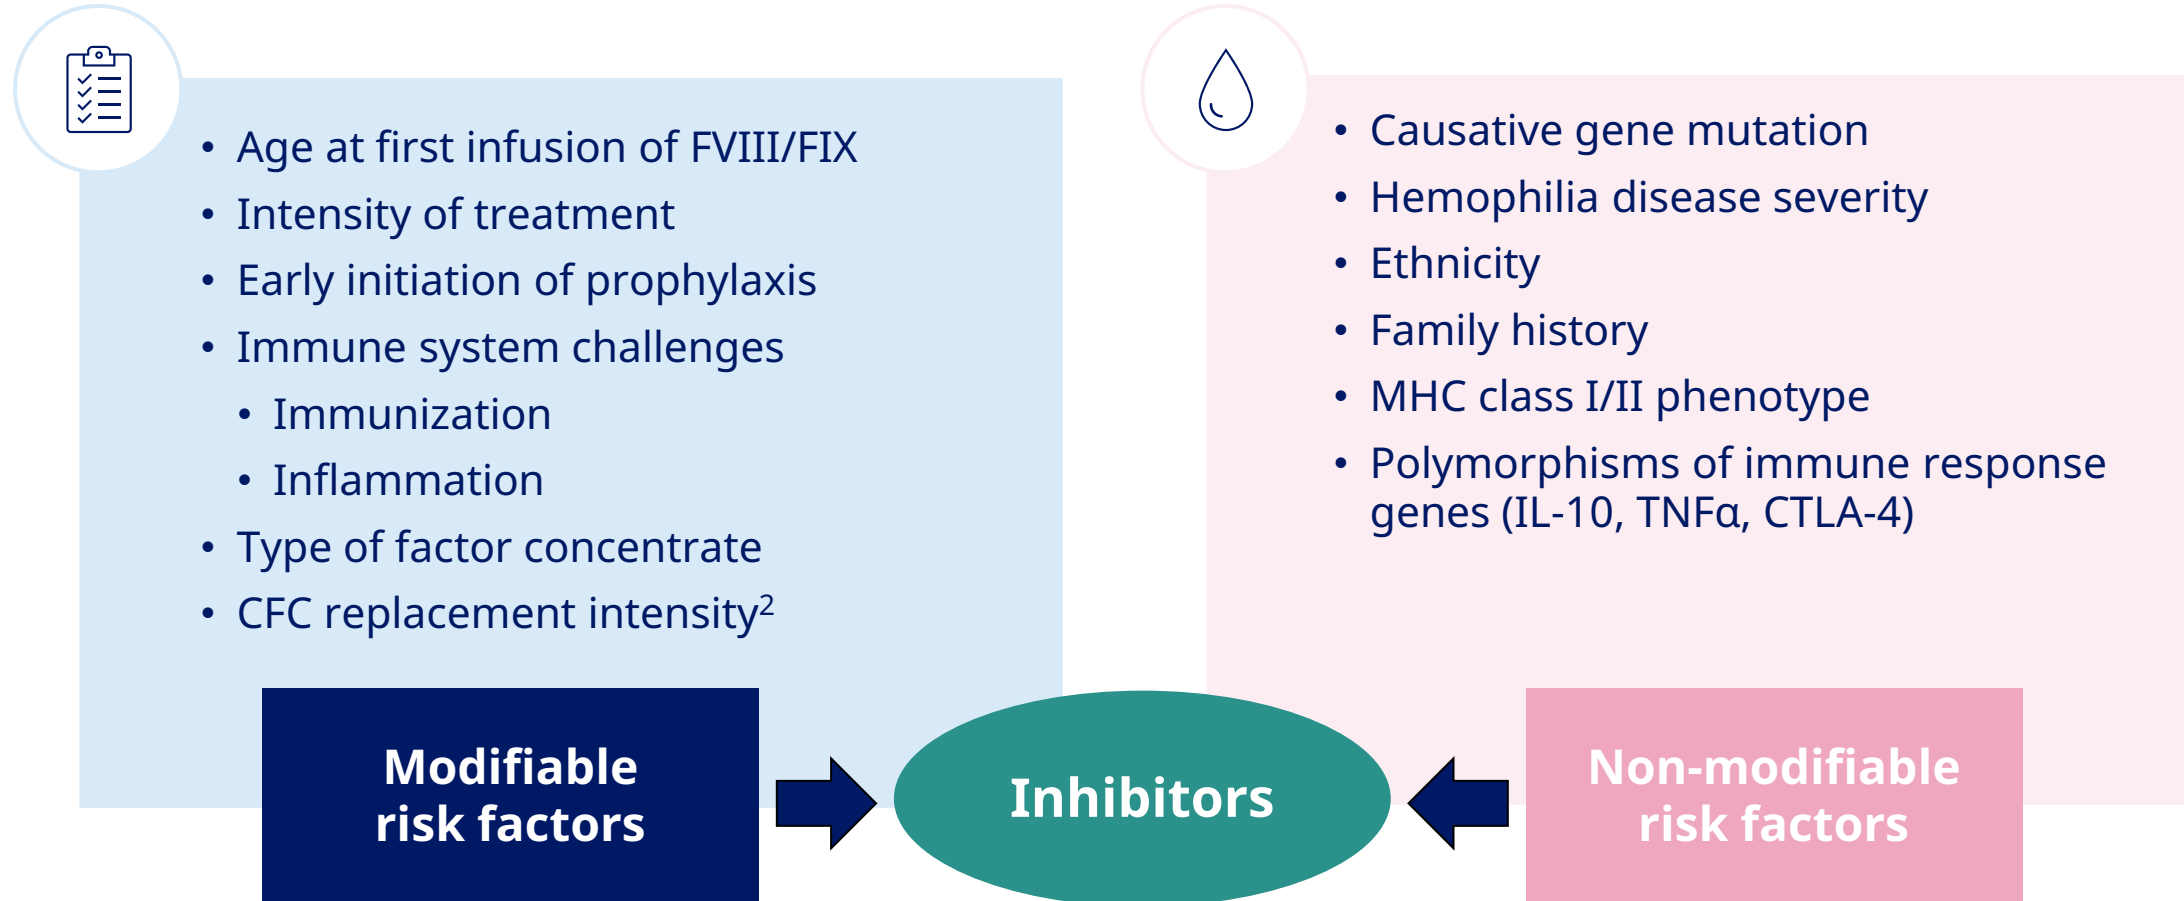 • Age at first infusion of FVIII/FIX
• Intensity of treatment
• Early initiation of prophylaxis
• Immune system challenges
• Immunization
• Inflammation
• Type of factor concentrate
• CFC replacement intensity²
Modifiable
risk factors
Inhibitors
• Causative gene mutation
• Hemophilia disease severity
• Ethnicity
• Family history
• MHC class I/II phenotype
• Polymorphisms of immune response
genes (IL-10, TNFα, CTLA-4)
Non-modifiable
risk factors